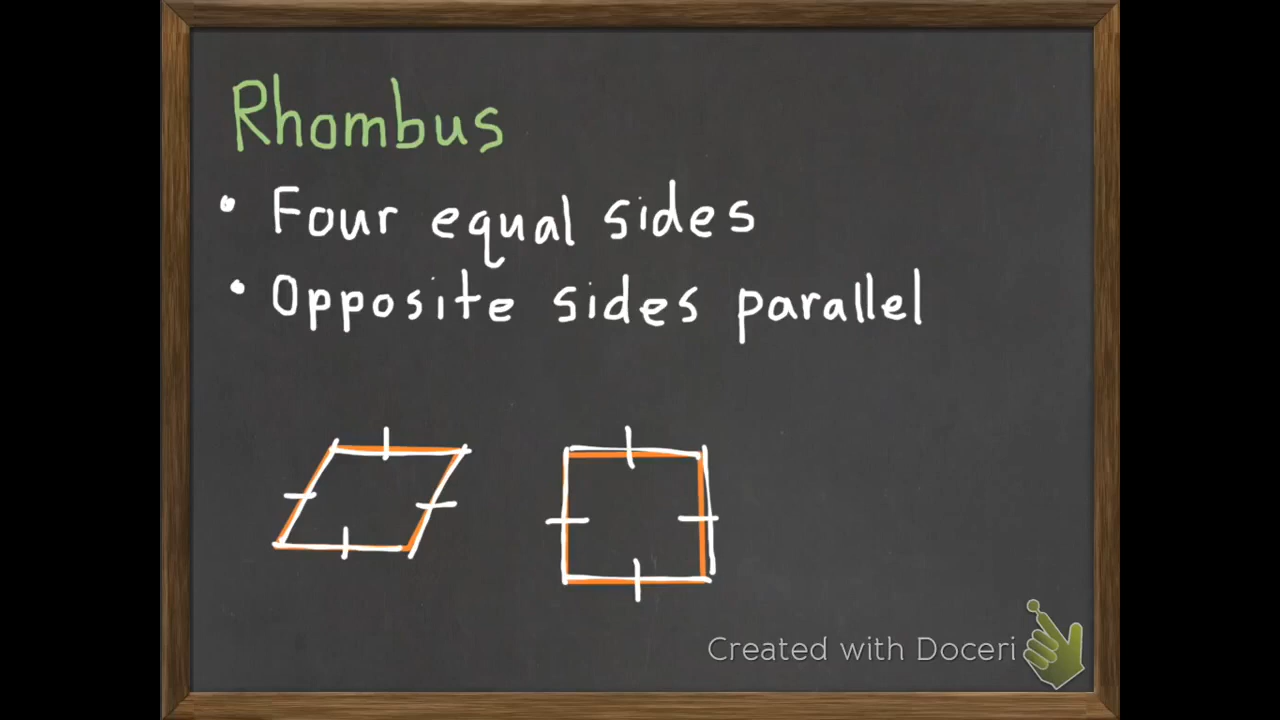 Rhombus
• Four equal sides
• Opposite sides parallel
Created with Doceri